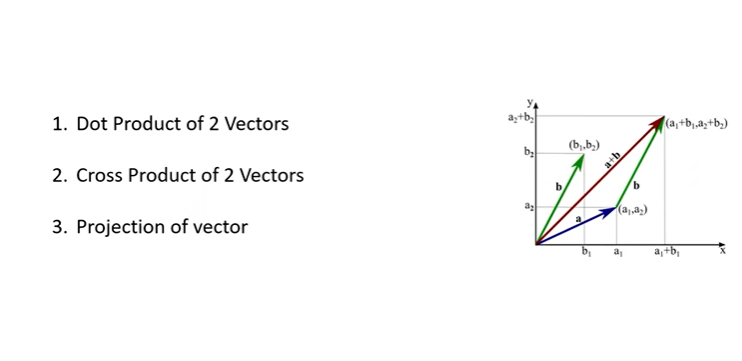 1. Dot Product of 2 Vectors
2. Cross Product of 2 Vectors
3. Projection of vector
y
a₂+b₂
(a₁+b₁,a₂+b₂)
(b₁,b₂)
b₂
a+b
b
b
a₂
(a₁,a₂)
a
b₁
a₁
a₁+b₁
x